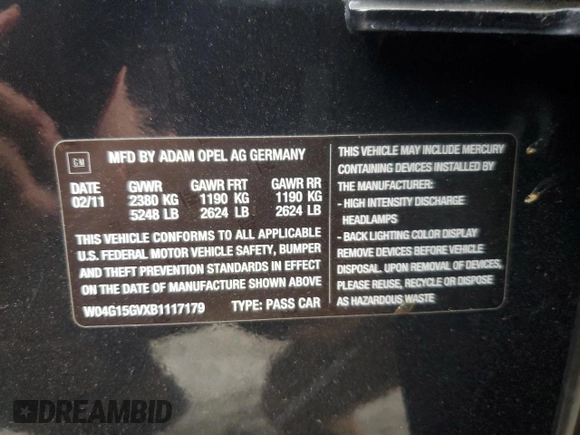 GM
MFD BY ADAM OPEL AG GERMANY
DATE GVWR GAWR FRT GAWR RR
02/11 2380 KG 1190 KG 1190 KG
5248 LB 2624 LB 2624 LB
THIS VEHICLE CONFORMS TO ALL APPLICABLE
U.S. FEDERAL MOTOR VEHICLE SAFETY, BUMPER
AND THEFT PREVENTION STANDARDS IN EFFECT
ON THE DATE OF MANUFACTURE SHOWN ABOVE
W04G15GVXB1117179 TYPE: PASS CAR
THIS VEHICLE MAY INCLUDE MERCURY
CONTAINING DEVICES INSTALLED BY
THE MANUFACTURER:
- HIGH INTENSITY DISCHARGE
HEADLAMPS
- BACK LIGHTING COLOR DISPLAY
REMOVE DEVICES BEFORE VEHICLE
DISPOSAL. UPON REMOVAL OF DEVICES,
PLEASE REUSE, RECYCLE OR DISPOSE
AS HAZARDOUS WASTE
DREAMBID